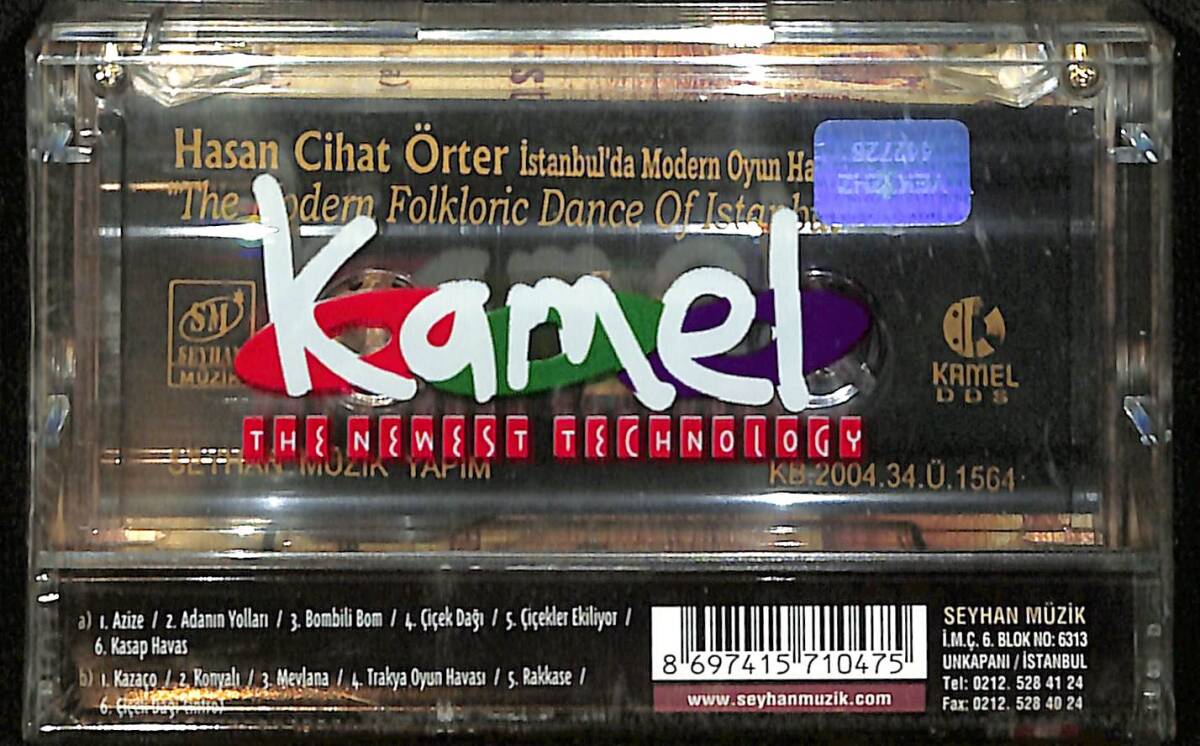 Hasan Cihat Örter İstanbul'da Modern Oyun
"The Modern Folkloric Dance Of
Kamel
THE NEWEST TECHNOLOGY
SM
SEYHAN
MÜZİK
KAMEL
DDS
SEYHAN MÜZİK YAPIM
KB.2004.34.Ü.1564
a) 1. Azize / 2. Adanın Yolları / 3. Bombili Bom / 4. Çiçek Dağı / 5. Çiçekler Ekiliyor /
6. Kasap Havas
b) 1. Kazaço / 2. Konyalı / 3. Mevlana / 4. Trakya Oyun Havası / 5. Rakkase /
6. Çiçek Dağı (intro)
8 697415 710475
www.seyhanmuzik.com
SEYHAN MÜZİK
İ.M.Ç. 6. BLOK NO: 6313
UNKAPANI / İSTANBUL
Tel: 0212. 528 41 24
Fax: 0212. 528 40 24